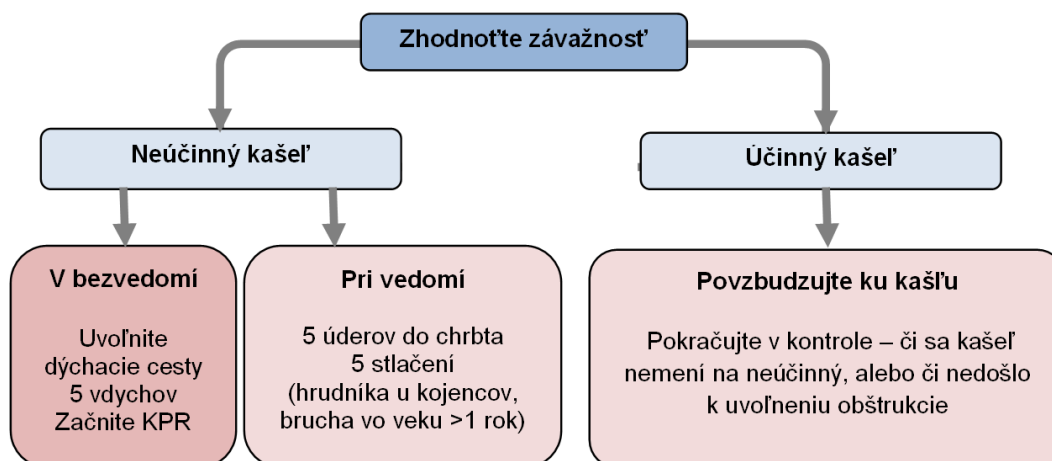 Zhodnoťte závažnosť
Neúčinný kašeľ
Účinný kašeľ
V bezvedomí
Uvoľnite
dýchacie cesty
5 vdychov
Začnite KPR
Pri vedomí
5 úderov do chrbta
5 stlačení
(hrudníka u kojencov,
brucha vo veku >1 rok)
Povzbudzujte ku kašľu
Pokračujte v kontrole – či sa kašeľ
nemení na neúčinný, alebo či nedošlo
k uvoľneniu obštrukcie